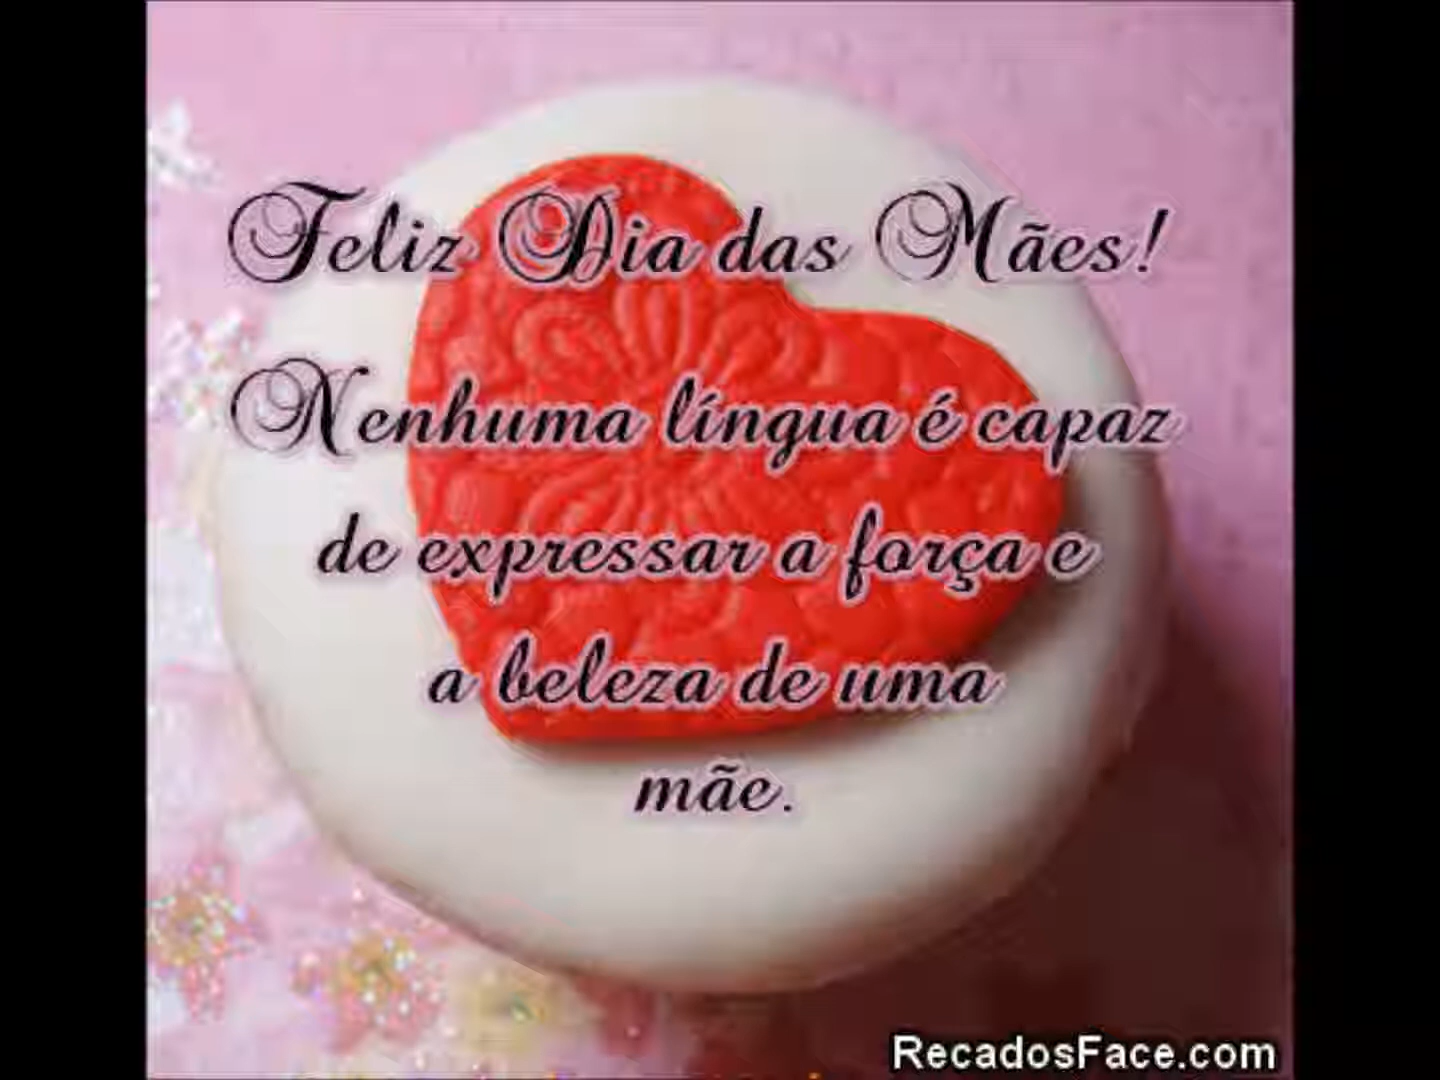 Feliz Dia das Mães!
Nenhuma língua é capaz
de expressar a força e
a beleza de uma
mãe.
RecadosFace.com